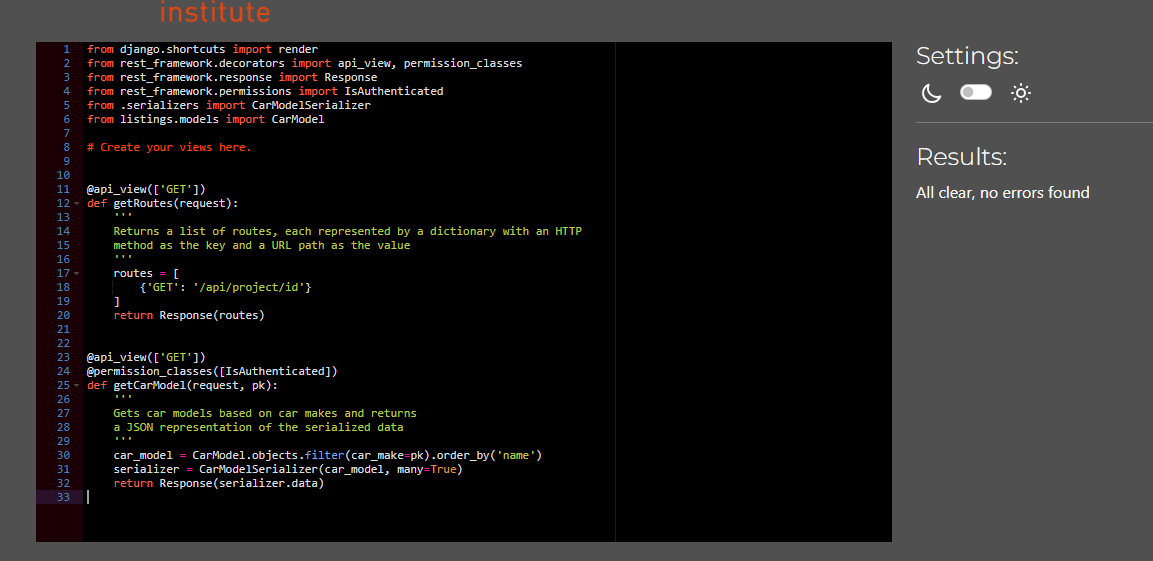 institute
1 from django.shortcuts import render
2 from rest_framework.decorators import api_view, permission_classes
3 from rest_framework.response import Response
4 from rest_framework.permissions import IsAuthenticated
5 from .serializers import CarModelSerializer
6 from listings.models import CarModel
7
8 # Create your views here.
9
10
11 @api_view(['GET'])
12 def getRoutes(request):
13     '''
14     Returns a list of routes, each represented by a dictionary with an HTTP
15     method as the key and a URL path as the value
16     '''
17     routes = [
18         {'GET': '/api/project/id'}
19     ]
20     return Response(routes)
21
22
23 @api_view(['GET'])
24 @permission_classes([IsAuthenticated])
25 def getCarModel(request, pk):
26     '''
27     Gets car models based on car makes and returns
28     a JSON representation of the serialized data
29     '''
30     car_model = CarModel.objects.filter(car_make=pk).order_by('name')
31     serializer = CarModelSerializer(car_model, many=True)
32     return Response(serializer.data)
33
Settings:
Results:
All clear, no errors found